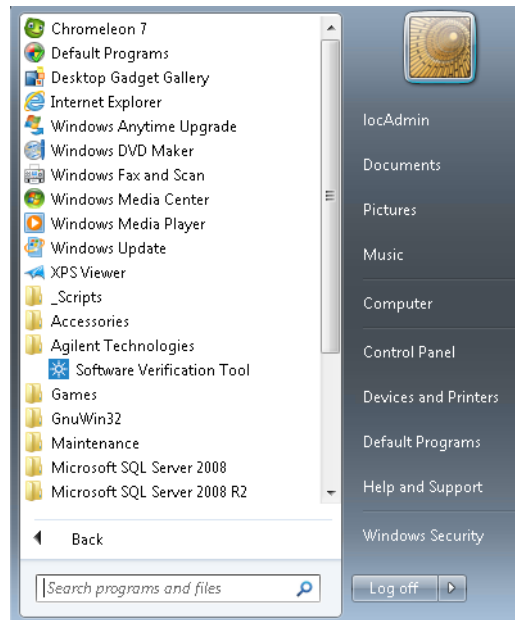 Chromeleon 7
Default Programs
Desktop Gadget Gallery
Internet Explorer
Windows Anytime Upgrade
Windows DVD Maker
Windows Fax and Scan
Windows Media Center
Windows Media Player
Windows Update
XPS Viewer
_Scripts
Accessories
Agilent Technologies
Software Verification Tool
Games
GnuWin32
Maintenance
Microsoft SQL Server 2008
Microsoft SQL Server 2008 R2
Back
Search programs and files
locAdmin
Documents
Pictures
Music
Computer
Control Panel
Devices and Printers
Default Programs
Help and Support
Windows Security
Log off